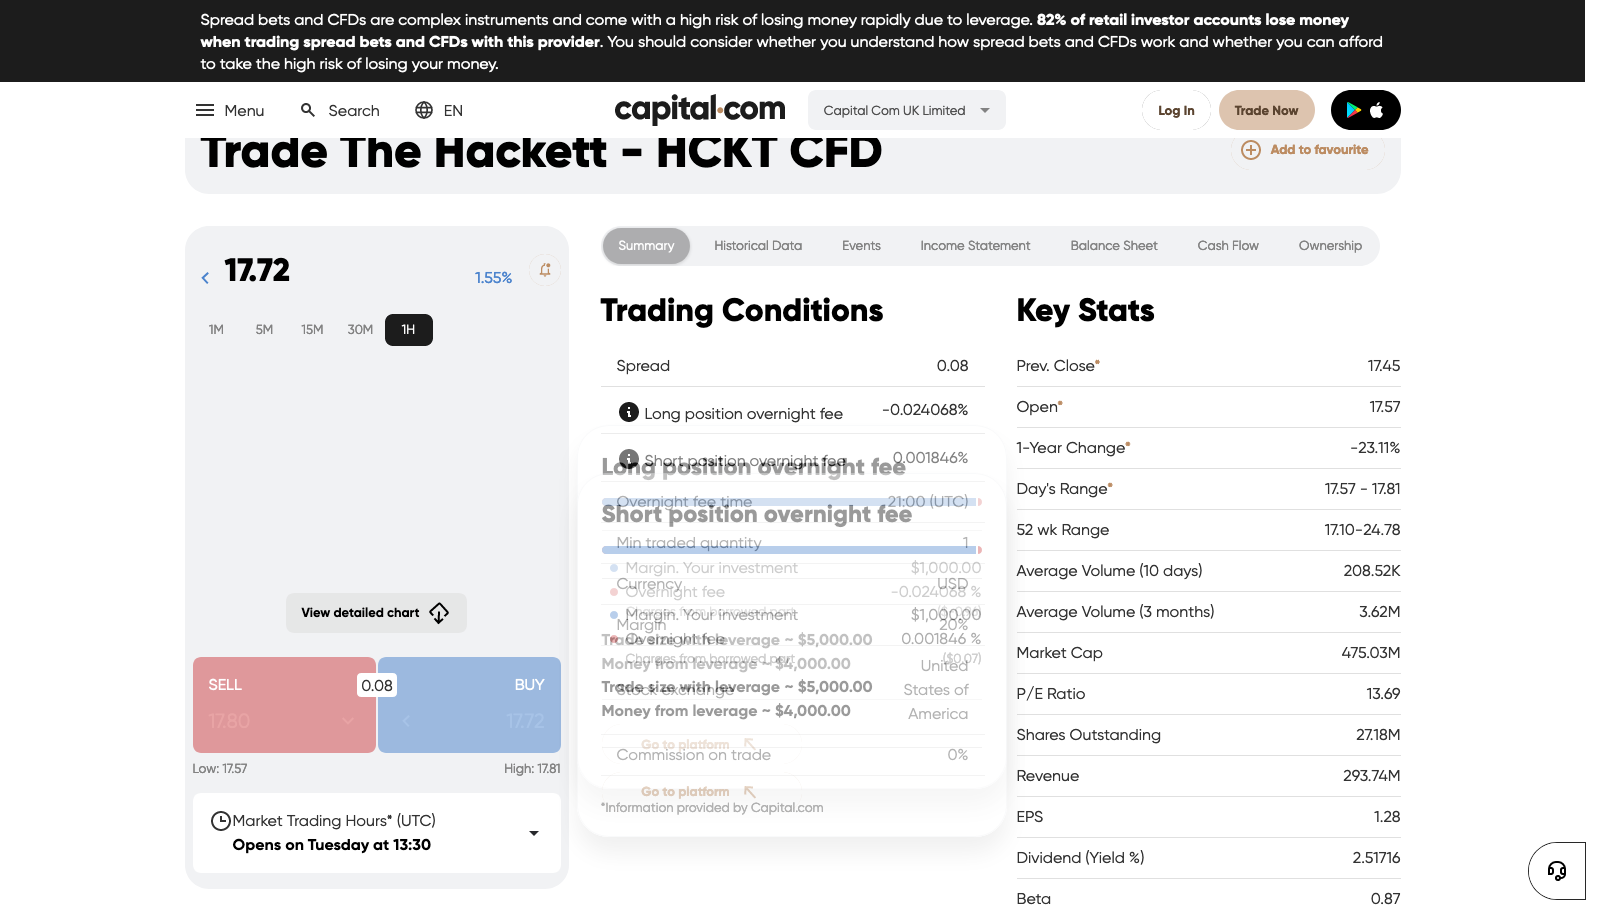 Spread bets and CFDs are complex instruments and come with a high risk of losing money rapidly due to leverage. 82% of retail investor accounts lose money
when trading spread bets and CFDs with this provider. You should consider whether you understand how spread bets and CFDs work and whether you can afford
to take the high risk of losing your money.
Menu Search EN capital.com Capital Com UK Limited Log In Trade Now
Trade The Hackett - HCKT CFD Add to favourite
17.72 1.55%
1M 5M 15M 30M 1H
View detailed chart
SELL 0.08 BUY
17.80 17.72
Low: 17.57 High: 17.81
Market Trading Hours* (UTC)
Opens on Tuesday at 13:30
Summary Historical Data Events Income Statement Balance Sheet Cash Flow Ownership
Trading Conditions
Spread 0.08
Long position overnight fee -0.024068%
Short position overnight fee 0.001846%
Long position overnight fee
Overnight fee time 21:00 (UTC)
Short position overnight fee
Min traded quantity 1
Margin. Your investment $1,000.00
Currency USD
Overnight fee -0.024068 %
Charges from borrowed part
Margin. Your investment $1,000.00
Margin 20%
Overnight fee 0.001846 %
Trade size with leverage ~ $5,000.00
Charges from borrowed part ($0.07)
Money from leverage ~ $4,000.00
Stock exchange United States of America
Trade size with leverage ~ $5,000.00
Money from leverage ~ $4,000.00
Go to platform
Commission on trade 0%
Go to platform
*Information provided by Capital.com
Key Stats
Prev. Close* 17.45
Open* 17.57
1-Year Change* -23.11%
Day's Range* 17.57 - 17.81
52 wk Range 17.10-24.78
Average Volume (10 days) 208.52K
Average Volume (3 months) 3.62M
Market Cap 475.03M
P/E Ratio 13.69
Shares Outstanding 27.18M
Revenue 293.74M
EPS 1.28
Dividend (Yield %) 2.51716
Beta 0.87